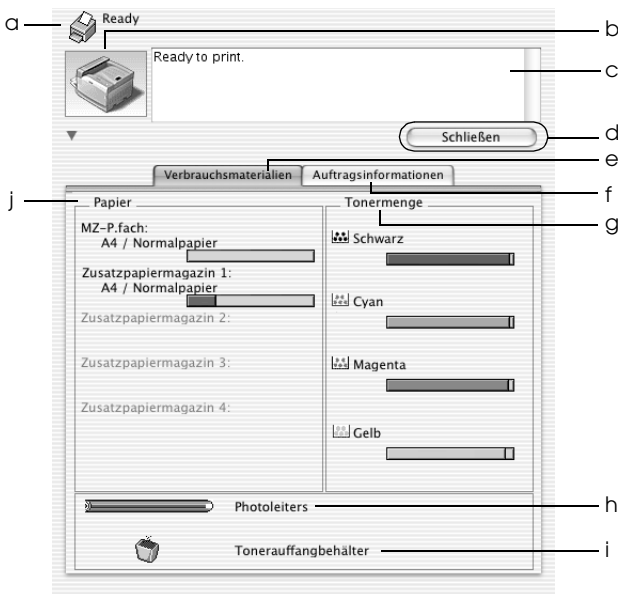 a
Ready
b
Ready to print.
c
Schließen
d
e
Verbrauchsmaterialien
Auftragsinformationen
f
j
Papier
Tonermenge
g
MZ-P.fach:
A4 / Normalpapier
Zusatzpapiermagazin 1:
A4 / Normalpapier
Zusatzpapiermagazin 2:
Zusatzpapiermagazin 3:
Zusatzpapiermagazin 4:
Schwarz
Cyan
Magenta
Gelb
Photoleiters
h
Tonerauffangbehälter
i